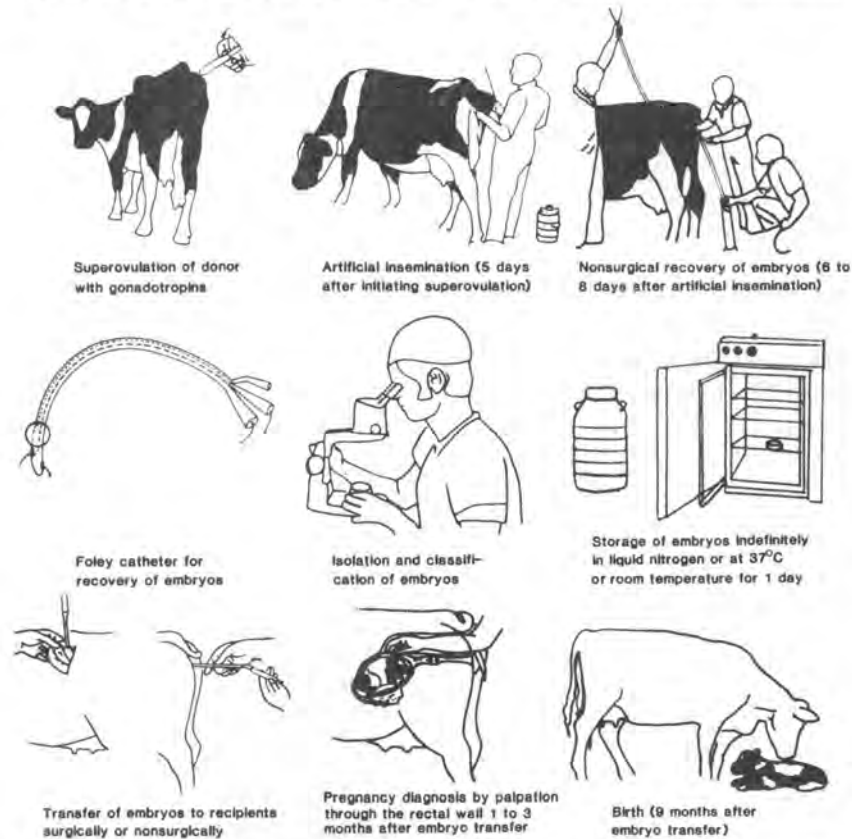 Superovulation of donor
with gonadotropins
Artificial insemination (5 days
after initiating superovulation)
Nonsurgical recovery of embryos (6 to
8 days after artificial insemination)
Foley catheter for
recovery of embryos
Isolation and classifi-
cation of embryos
Storage of embryos indefinitely
in liquid nitrogen or at 37°C
or room temperature for 1 day
Transfer of embryos to recipients
surgically or nonsurgically
Pregnancy diagnosis by palpation
through the rectal wall 1 to 3
months after embryo transfer
Birth (9 months after
embryo transfer)